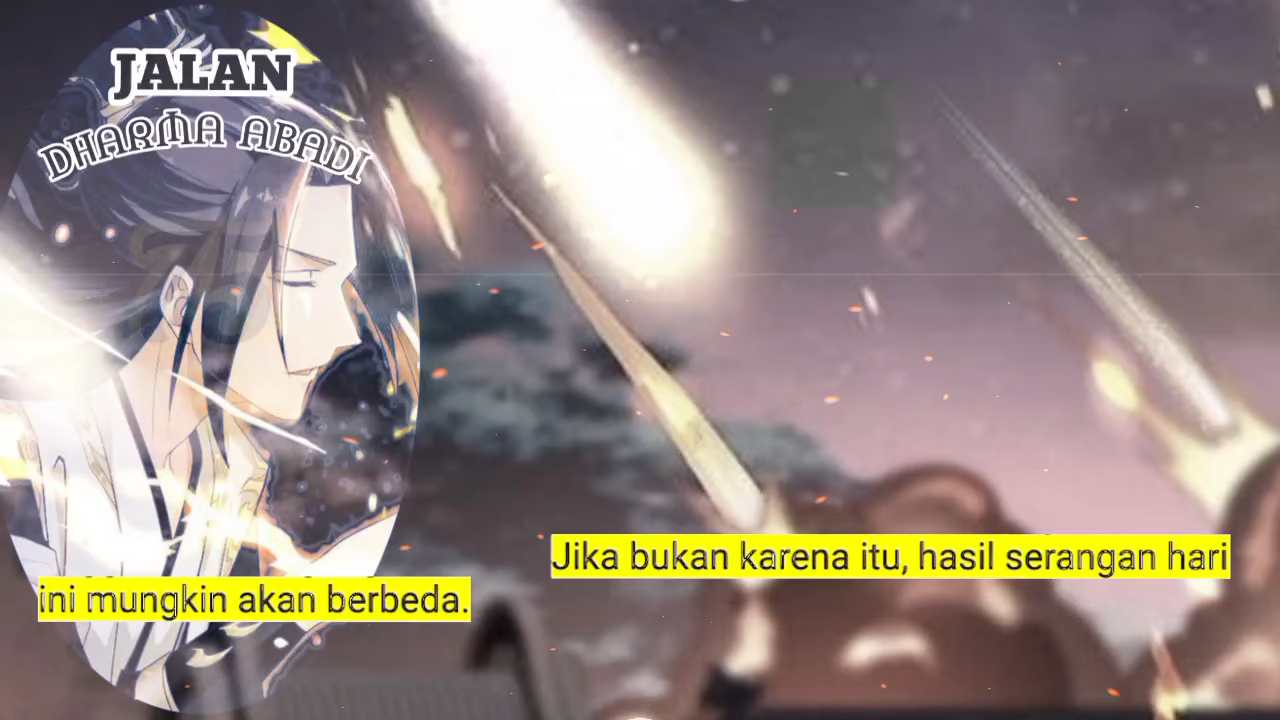 JALAN
DHARMA ABADI
Jika bukan karena itu, hasil serangan hari
ini mungkin akan berbeda.